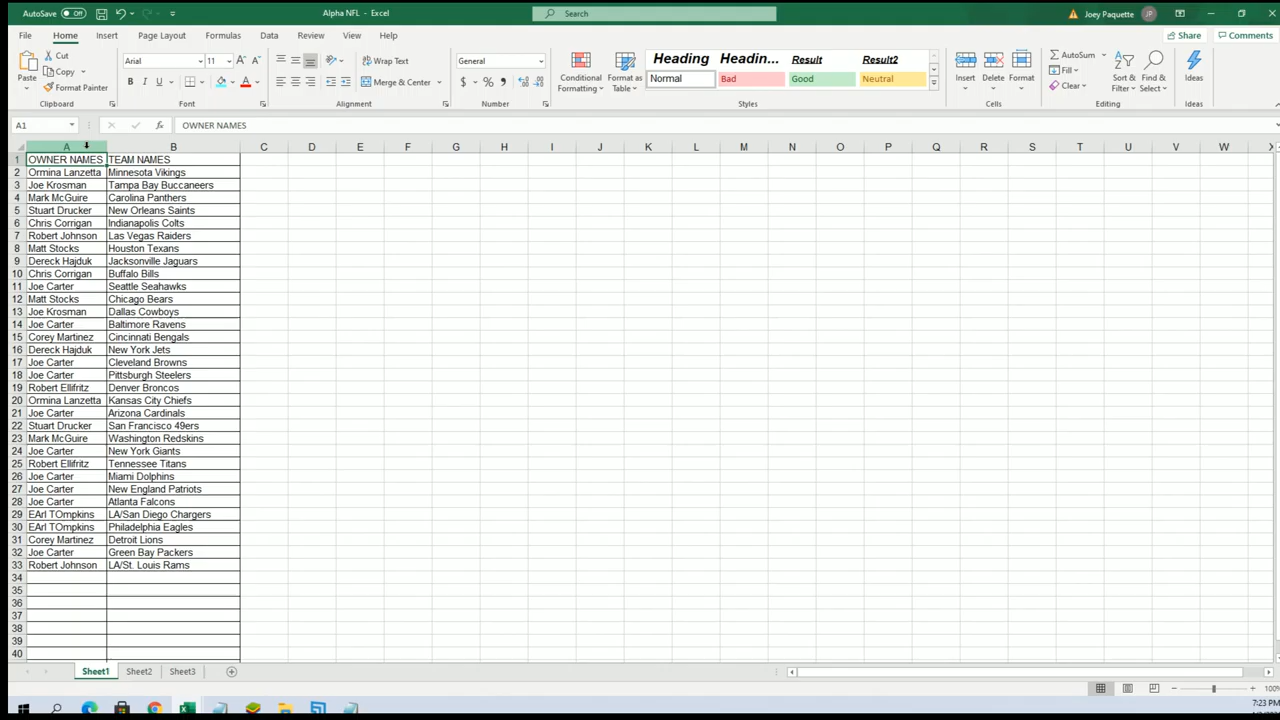 AutoSave Off Alpha NFL - Excel Search Joey Paquette JP
File Home Insert Page Layout Formulas Data Review View Help Share Comments
Paste Cut Copy Format Painter Clipboard
Arial 11 A A B I U A Font
Wrap Text Merge & Center Alignment
General $ % Number
Conditional Formatting Format as Table
Heading Headin... Result Result2
Normal Bad Good Neutral
Styles
Insert Delete Format Cells
AutoSum Fill Clear Sort & Filter Find & Select Editing
Ideas Ideas
A1 fx OWNER NAMES
A B C D E F G H I J K L M N O P Q R S T U V W X
1 OWNER NAMES TEAM NAMES
2 Ormina Lanzetta Minnesota Vikings
3 Joe Krosman Tampa Bay Buccaneers
4 Mark McGuire Carolina Panthers
5 Stuart Drucker New Orleans Saints
6 Chris Corrigan Indianapolis Colts
7 Robert Johnson Las Vegas Raiders
8 Matt Stocks Houston Texans
9 Dereck Hajduk Jacksonville Jaguars
10 Chris Corrigan Buffalo Bills
11 Joe Carter Seattle Seahawks
12 Matt Stocks Chicago Bears
13 Joe Krosman Dallas Cowboys
14 Joe Carter Baltimore Ravens
15 Corey Martinez Cincinnati Bengals
16 Dereck Hajduk New York Jets
17 Joe Carter Cleveland Browns
18 Joe Carter Pittsburgh Steelers
19 Robert Ellifritz Denver Broncos
20 Ormina Lanzetta Kansas City Chiefs
21 Joe Carter Arizona Cardinals
22 Stuart Drucker San Francisco 49ers
23 Mark McGuire Washington Redskins
24 Joe Carter New York Giants
25 Robert Ellifritz Tennessee Titans
26 Joe Carter Miami Dolphins
27 Joe Carter New England Patriots
28 Joe Carter Atlanta Falcons
29 EArl TOmpkins LA/San Diego Chargers
30 EArl TOmpkins Philadelphia Eagles
31 Corey Martinez Detroit Lions
32 Joe Carter Green Bay Packers
33 Robert Johnson LA/St. Louis Rams
34
35
36
37
38
39
40
Sheet1 Sheet2 Sheet3
100%
7:23 PM